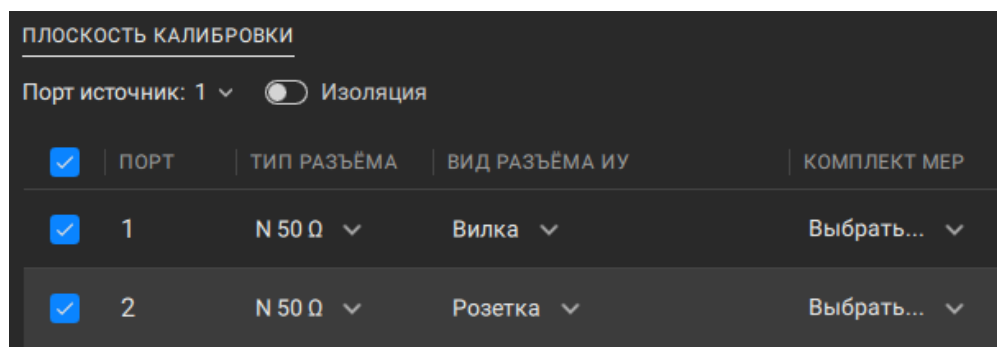 ПЛОСКОСТЬ КАЛИБРОВКИ
Порт источник: 1 Изоляция
ПОРТ ТИП РАЗЪЁМА ВИД РАЗЪЁМА ИУ КОМПЛЕКТ МЕР
1 N 50 Ω Вилка Выбрать...
2 N 50 Ω Розетка Выбрать...